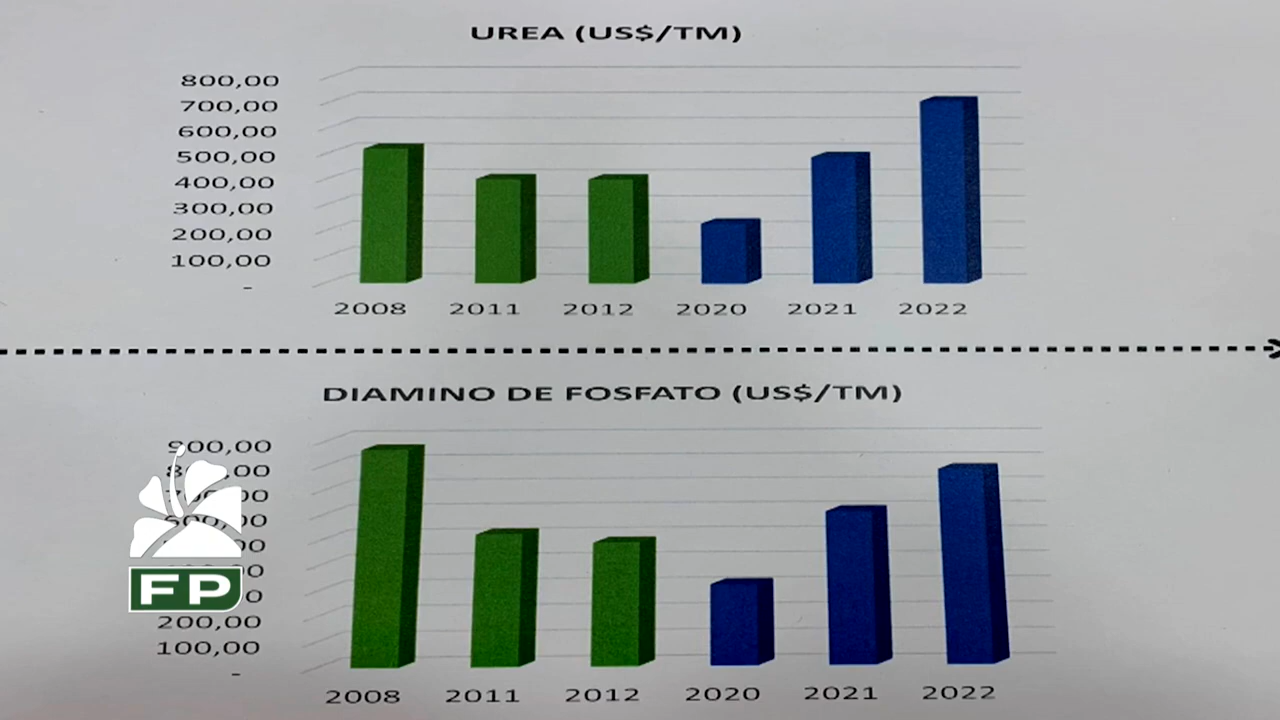 UREA (US$/TM)
800,00
700,00
600,00
500,00
400,00
300,00
200,00
100,00
-
2008 2011 2012 2020 2021 2022
DIAMINO DE FOSFATO (US$/TM)
900,00
200,00
100,00
-
2008 2011 2012 2020 2021 2022
FP